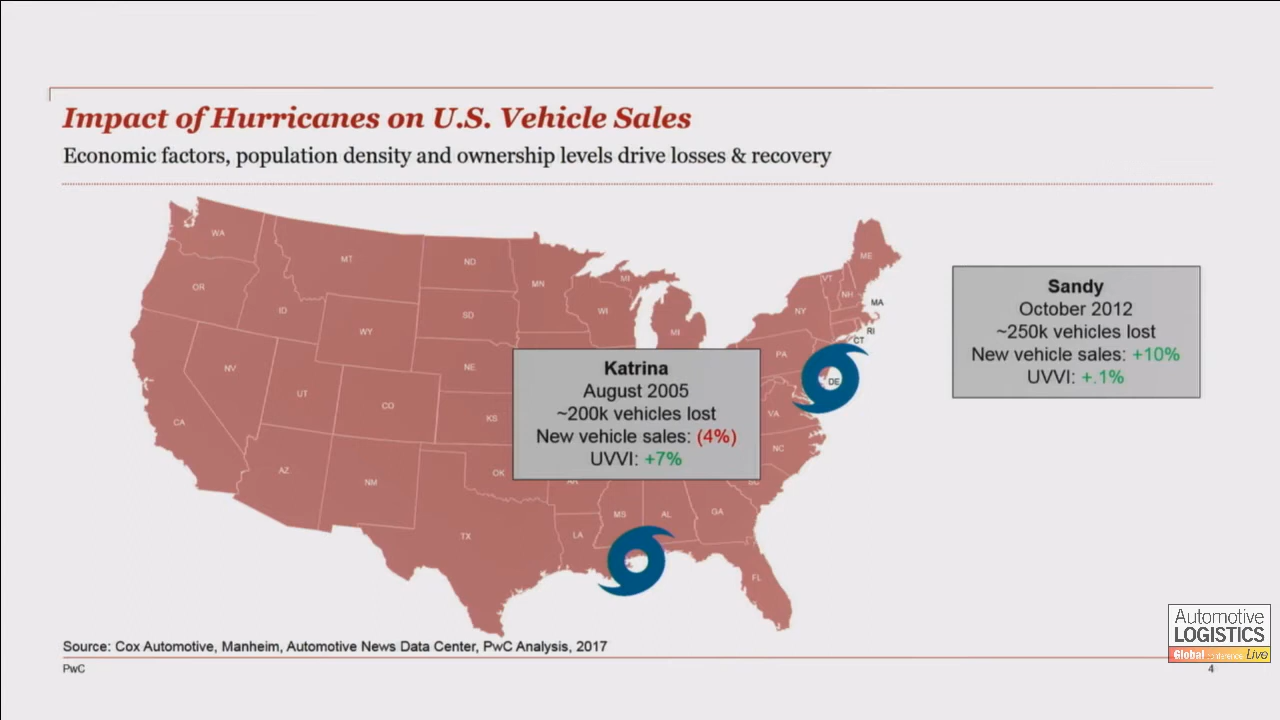 Impact of Hurricanes on U.S. Vehicle Sales
Economic factors, population density and ownership levels drive losses & recovery
WA
MT
ND
MN
OR
ID
WY
SD
WI
MI
MI
NY
VT
NH
ME
MA
RI
CT
NV
UT
CO
NE
KS
PA
DE
VA
CA
AZ
NM
OK
AR
NC
SC
TX
LA
MS
AL
GA
FL
Katrina
August 2005
~200k vehicles lost
New vehicle sales: (4%)
UVVI: +7%
Sandy
October 2012
~250k vehicles lost
New vehicle sales: +10%
UVVI: +.1%
Source: Cox Automotive, Manheim, Automotive News Data Center, PwC Analysis, 2017
PwC
4
Automotive
LOGISTICS
Global conference Live